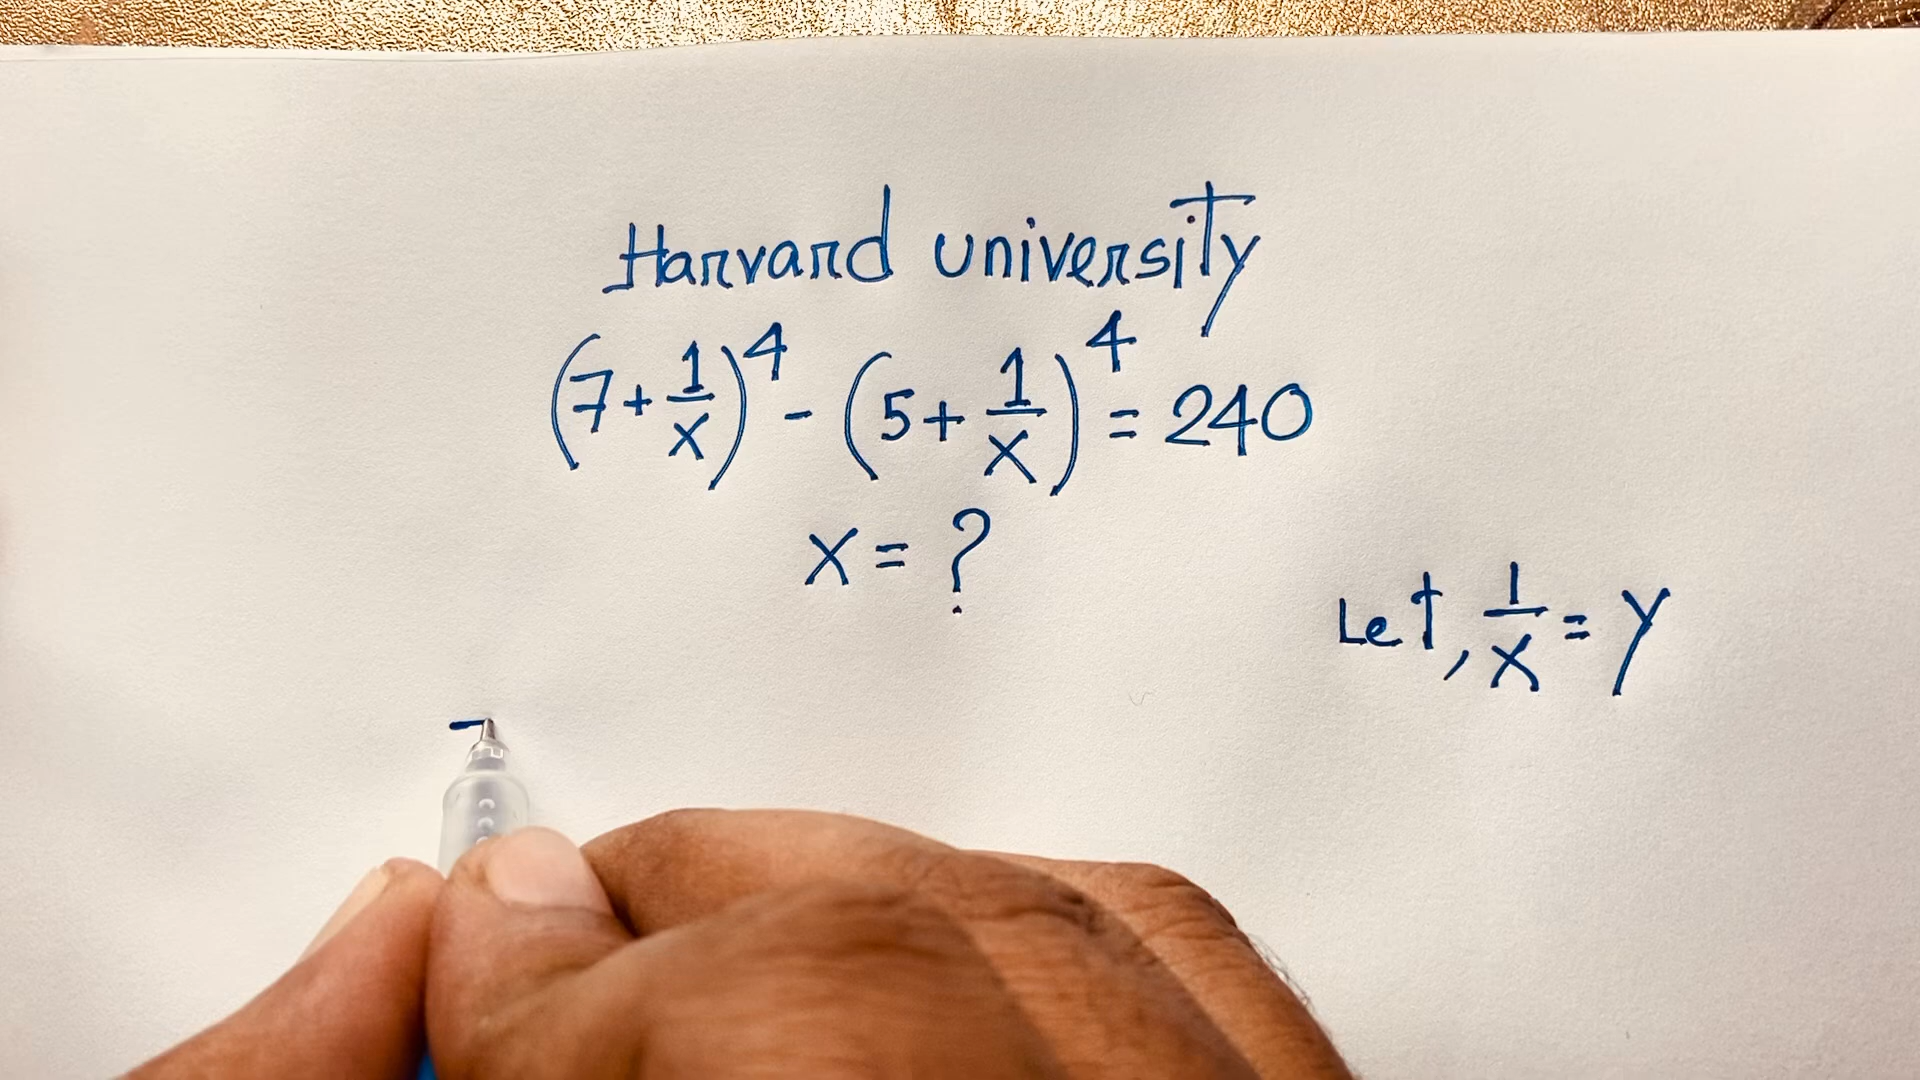 Harvard university
(7+1/x)^4 - (5+1/x)^4 = 240
x = ?
Let, 1/x = y